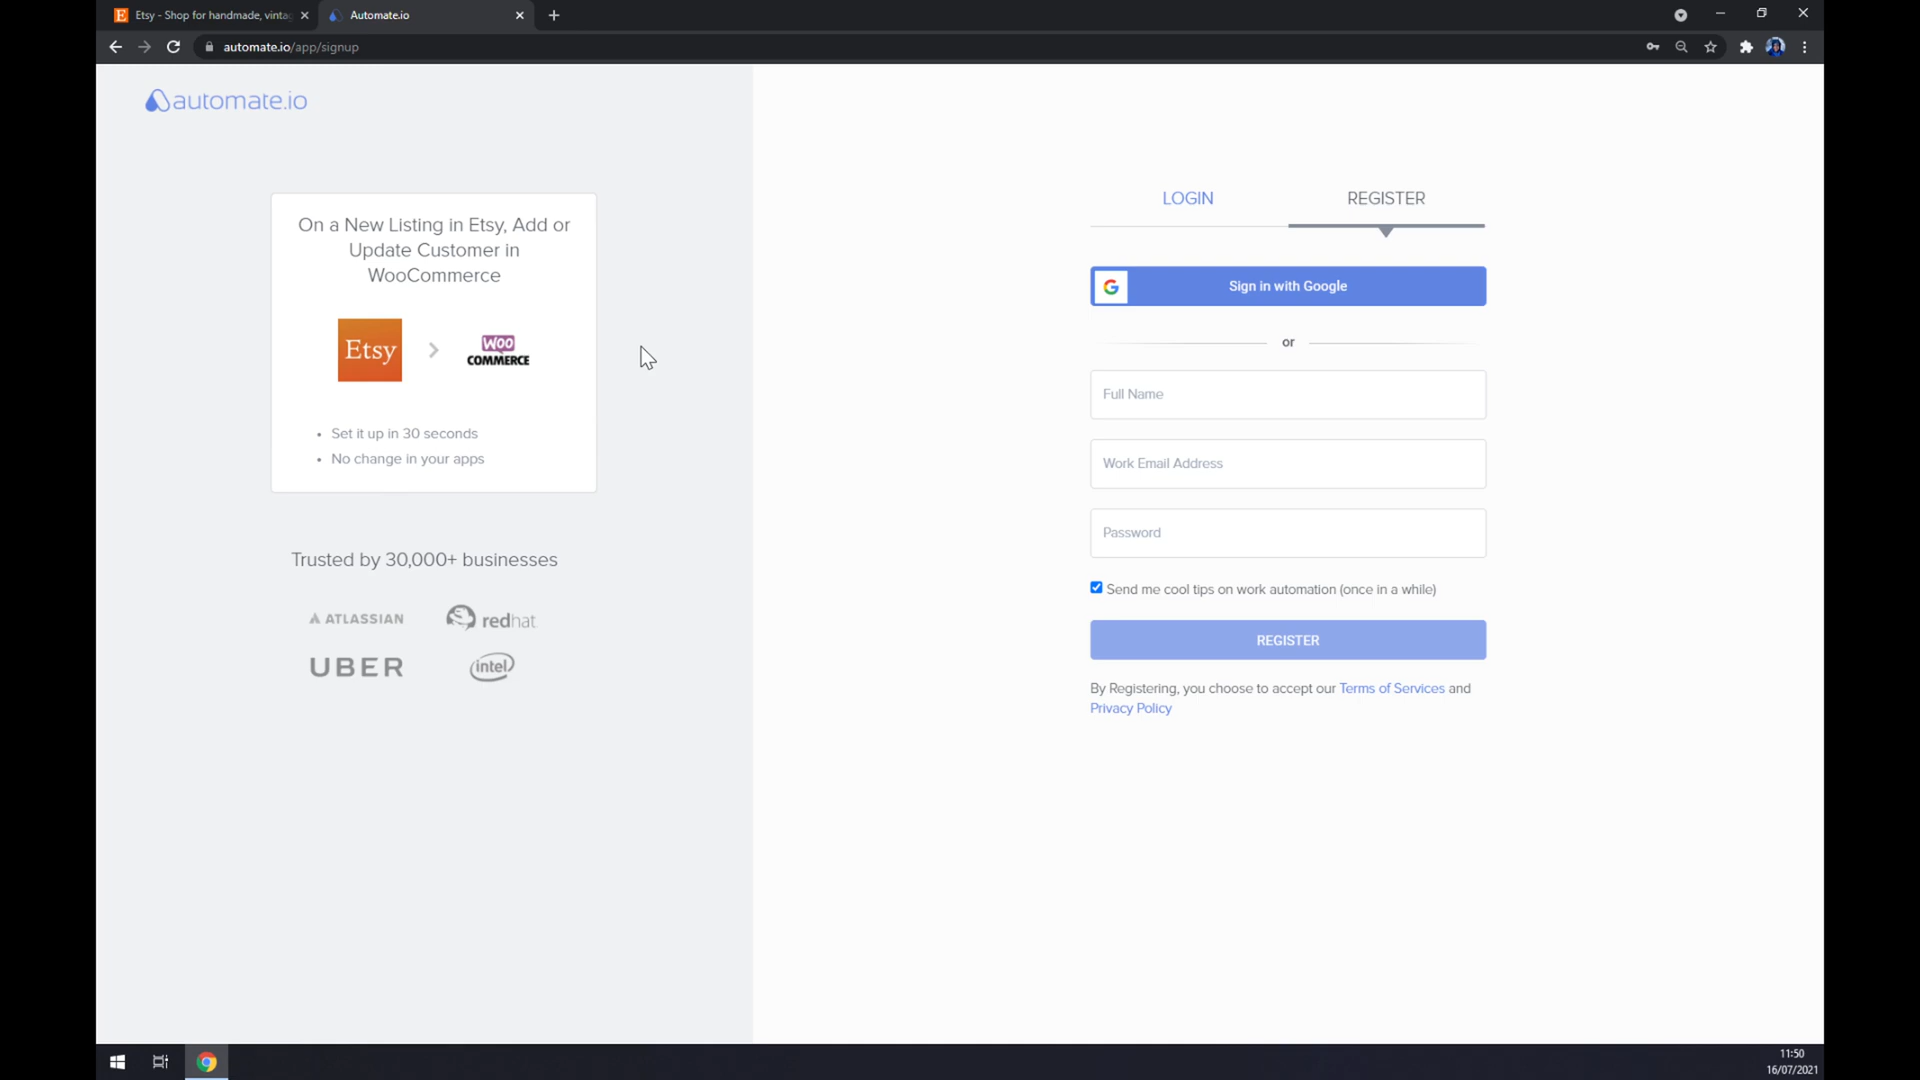 Etsy - Shop for handmade, vintag
Automate.io
automate.io/app/signup
automate.io
On a New Listing in Etsy, Add or
Update Customer in
WooCommerce
Etsy
WOO
COMMERCE
Set it up in 30 seconds
No change in your apps
Trusted by 30,000+ businesses
ATLASSIAN
redhat
UBER
intel
LOGIN
REGISTER
Sign in with Google
or
Full Name
Work Email Address
Password
Send me cool tips on work automation (once in a while)
REGISTER
By Registering, you choose to accept our Terms of Services and
Privacy Policy
11:50
16/07/2021